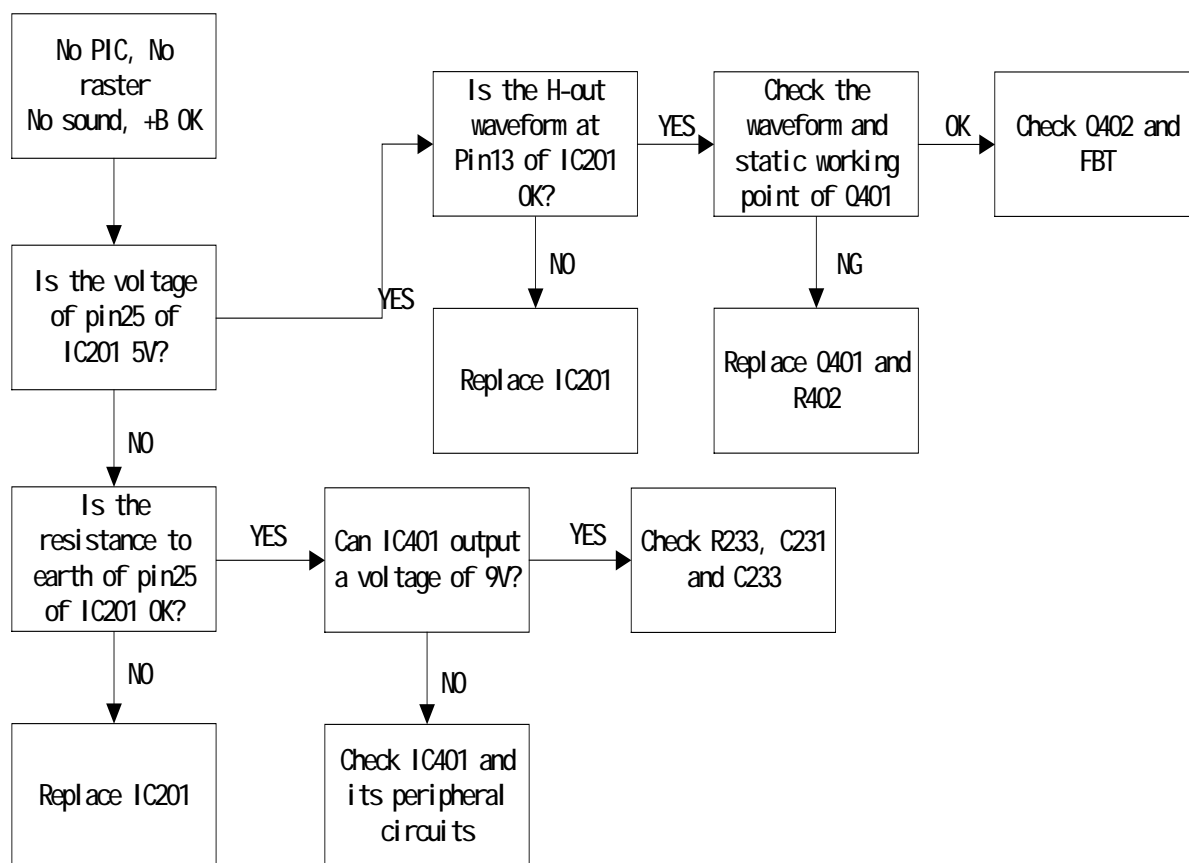 No PIC, No
raster
No sound, +B OK
Is the H-out
waveform at
Pin13 of IC201
OK?
YES
Check the
waveform and
static working
point of Q401
OK
Check Q402 and
FBT
Is the voltage
of pin25 of
IC201 5V?
YES
NO
NG
Replace IC201
Replace Q401 and
R402
NO
Is the
resistance to
earth of pin25
of IC201 OK?
YES
Can IC401 output
a voltage of 9V?
YES
Check R233, C231
and C233
NO
NO
Replace IC201
Check IC401 and
its peripheral
circuits